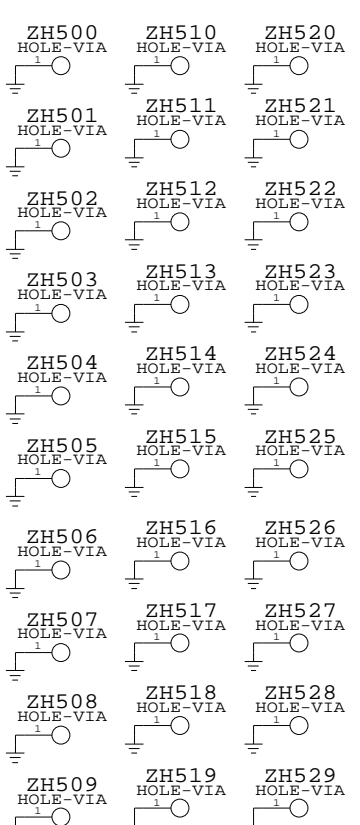 ZH500
HOLE-VIA
1
ZH510
HOLE-VIA
1
ZH520
HOLE-VIA
1
ZH501
HOLE-VIA
1
ZH511
HOLE-VIA
1
ZH521
HOLE-VIA
1
ZH502
HOLE-VIA
1
ZH512
HOLE-VIA
1
ZH522
HOLE-VIA
1
ZH503
HOLE-VIA
1
ZH513
HOLE-VIA
1
ZH523
HOLE-VIA
1
ZH504
HOLE-VIA
1
ZH514
HOLE-VIA
1
ZH524
HOLE-VIA
1
ZH505
HOLE-VIA
1
ZH515
HOLE-VIA
1
ZH525
HOLE-VIA
1
ZH506
HOLE-VIA
1
ZH516
HOLE-VIA
1
ZH526
HOLE-VIA
1
ZH507
HOLE-VIA
1
ZH517
HOLE-VIA
1
ZH527
HOLE-VIA
1
ZH508
HOLE-VIA
1
ZH518
HOLE-VIA
1
ZH528
HOLE-VIA
1
ZH509
HOLE-VIA
1
ZH519
HOLE-VIA
1
ZH529
HOLE-VIA
1